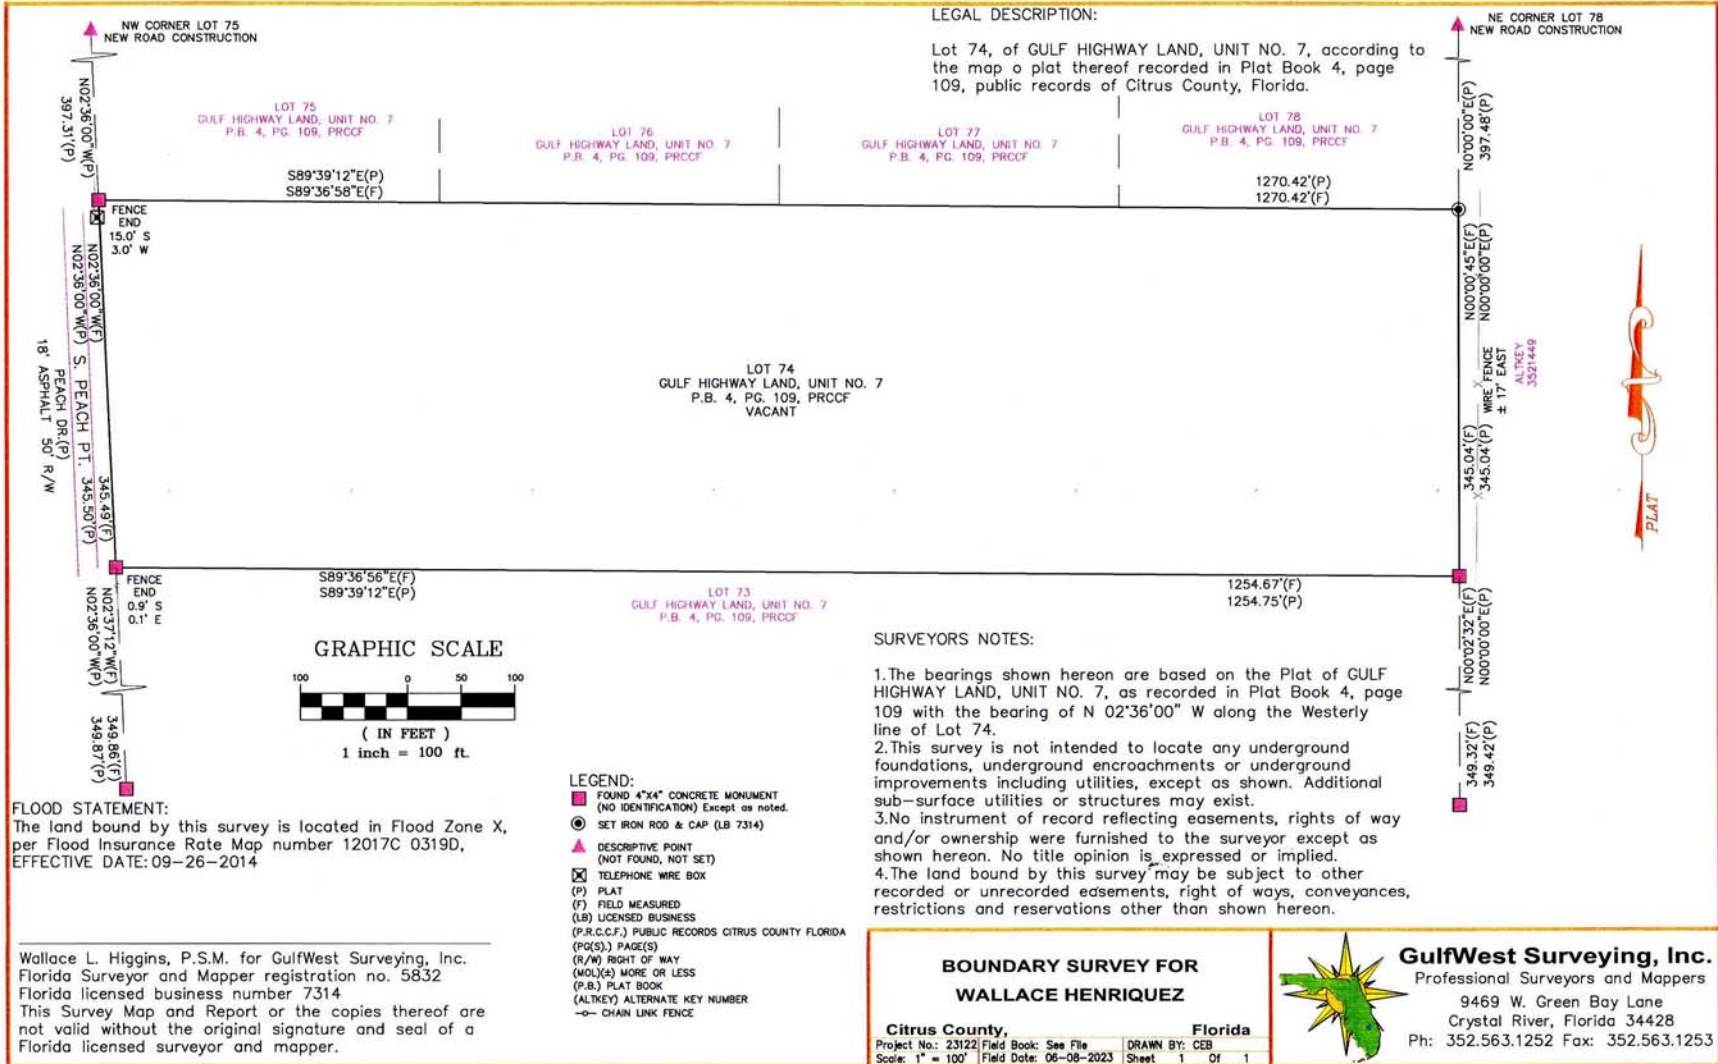 NW CORNER LOT 75
NEW ROAD CONSTRUCTION
LEGAL DESCRIPTION:
Lot 74, of GULF HIGHWAY LAND, UNIT NO. 7, according to
the map o plat thereof recorded in Plat Book 4, page
109, public records of Citrus County, Florida.
NE CORNER LOT 78
NEW ROAD CONSTRUCTION
N02°36'00"W(P)
397.31'(P)
LOT 75
GULF HIGHWAY LAND, UNIT NO. 7
P.B. 4, PG. 109, PRCCF
LOT 76
GULF HIGHWAY LAND, UNIT NO. 7
P.B. 4, PG. 109, PRCCF
LOT 77
GULF HIGHWAY LAND, UNIT NO. 7
P.B. 4, PG. 109, PRCCF
LOT 78
GULF HIGHWAY LAND, UNIT NO. 7
P.B. 4, PG. 109, PRCCF
N0°00'00"E(P)
397.48'(P)
S89°39'12"E(P)
S89°36'58"E(F)
1270.42'(P)
1270.42'(F)
FENCE
END
15.0' S
3.0' W
N02°36'00"W(F)
N02°36'00"W(P)
S. PEACH PT.
345.49'(F)
345.50'(P)
PEACH DR.(P)
18' ASPHALT 50' R/W
LOT 74
GULF HIGHWAY LAND, UNIT NO. 7
P.B. 4, PG. 109, PRCCF
VACANT
N00°00'45"E(F)
N00°00'00"E(P)
WIRE FENCE
± 17' EAST
ALTKEY
3521449
345.04'(F)
345.04'(P)
PLAT
FENCE
END
0.9' S
0.1' E
S89°36'56"E(F)
S89°39'12"E(P)
LOT 73
GULF HIGHWAY LAND, UNIT NO. 7
P.B. 4, PG. 109, PRCCF
1254.67'(F)
1254.75'(P)
N02°37'12"W(F)
N02°36'00"W(P)
349.86'(F)
349.87'(P)
N00°02'32"E(F)
N00°00'00"E(P)
349.32'(F)
349.42'(P)
GRAPHIC SCALE
100 0 50 100
( IN FEET )
1 inch = 100 ft.
SURVEYORS NOTES:
1.The bearings shown hereon are based on the Plat of GULF
HIGHWAY LAND, UNIT NO. 7, as recorded in Plat Book 4, page
109 with the bearing of N 02°36'00" W along the Westerly
line of Lot 74.
2.This survey is not intended to locate any underground
foundations, underground encroachments or underground
improvements including utilities, except as shown. Additional
sub-surface utilities or structures may exist.
3.No instrument of record reflecting easements, rights of way
and/or ownership were furnished to the surveyor except as
shown hereon. No title opinion is expressed or implied.
4.The land bound by this survey may be subject to other
recorded or unrecorded easements, right of ways, conveyances,
restrictions and reservations other than shown hereon.
FLOOD STATEMENT:
The land bound by this survey is located in Flood Zone X,
per Flood Insurance Rate Map number 12017C 0319D,
EFFECTIVE DATE: 09-26-2014
LEGEND:
FOUND 4"X4" CONCRETE MONUMENT
(NO IDENTIFICATION) Except as noted.
SET IRON ROD & CAP (LB 7314)
DESCRIPTIVE POINT
(NOT FOUND, NOT SET)
TELEPHONE WIRE BOX
(P) PLAT
(F) FIELD MEASURED
(LB) LICENSED BUSINESS
(P.R.C.C.F.) PUBLIC RECORDS CITRUS COUNTY FLORIDA
(PG(S).) PAGE(S)
(R/W) RIGHT OF WAY
(MOL)(±) MORE OR LESS
(P.B.) PLAT BOOK
(ALTKEY) ALTERNATE KEY NUMBER
CHAIN LINK FENCE
Wallace L. Higgins, P.S.M. for GulfWest Surveying, Inc.
Florida Surveyor and Mapper registration no. 5832
Florida licensed business number 7314
This Survey Map and Report or the copies thereof are
not valid without the original signature and seal of a
Florida licensed surveyor and mapper.
BOUNDARY SURVEY FOR
WALLACE HENRIQUEZ
Citrus County, Florida
Project No.: 23122 Field Book: See File DRAWN BY: CEB
Scale: 1" = 100' Field Date: 06-08-2023 Sheet 1 Of 1
GulfWest Surveying, Inc.
Professional Surveyors and Mappers
9469 W. Green Bay Lane
Crystal River, Florida 34428
Ph: 352.563.1252 Fax: 352.563.1253